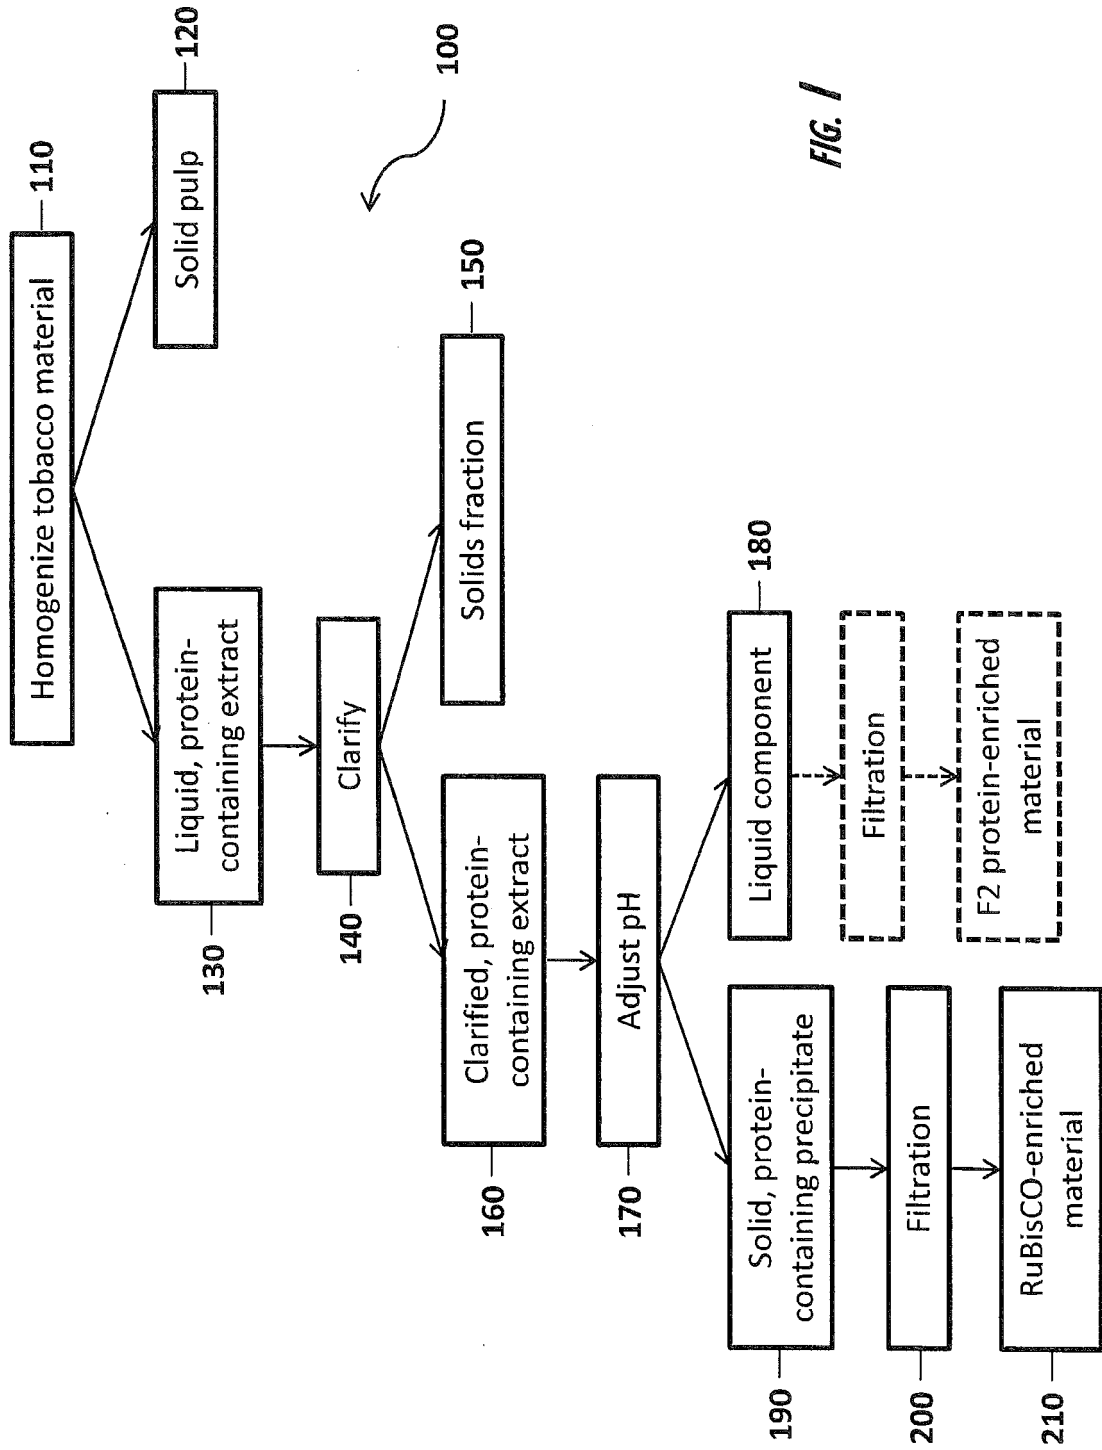 Homogenize tobacco material
110
Solid pulp
120
Liquid, protein-
containing extract
130
100
Clarify
140
Solids fraction
150
Clarified, protein-
containing extract
160
Adjust pH
170
Liquid component
180
Solid, protein-
containing precipitate
190
Filtration
Filtration
200
F2 protein-enriched
material
RuBisCO-enriched
material
210
FIG. 1